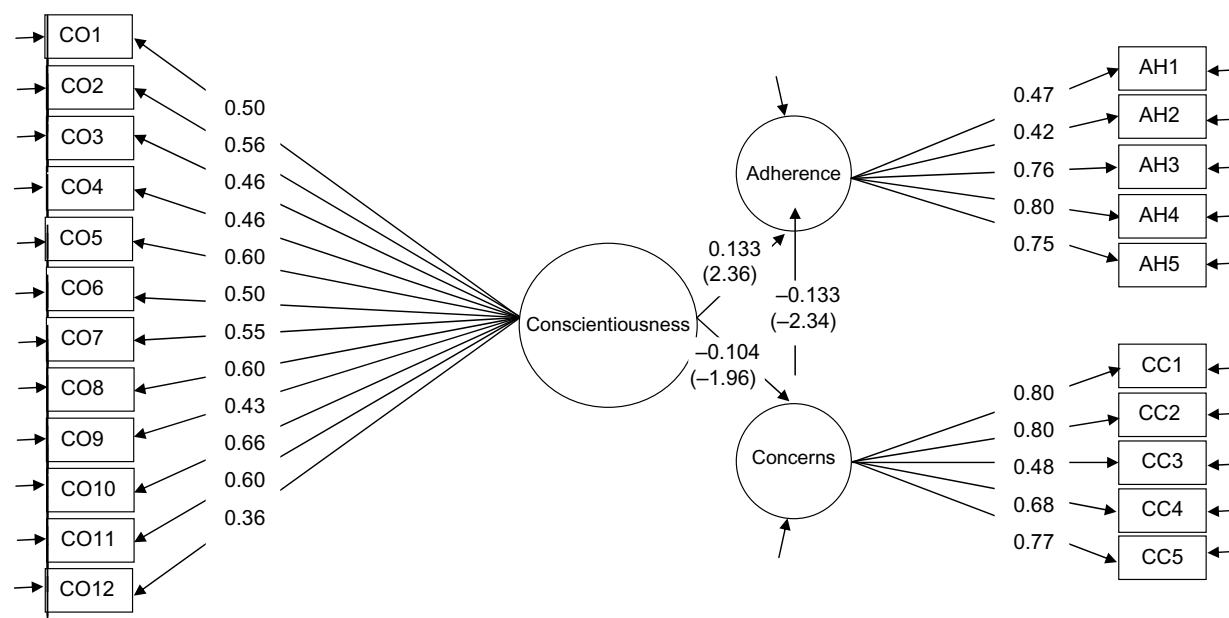 CO1
CO2
CO3
CO4
CO5
CO6
CO7
CO8
CO9
CO10
CO11
CO12
0.50
0.56
0.46
0.46
0.60
0.50
0.55
0.60
0.43
0.66
0.60
0.36
Conscientiousness
0.133
(2.36)
–0.104
(–1.96)
Adherence
–0.133
(–2.34)
Concerns
0.47
0.42
0.76
0.80
0.75
AH1
AH2
AH3
AH4
AH5
0.80
0.80
0.48
0.68
0.77
CC1
CC2
CC3
CC4
CC5